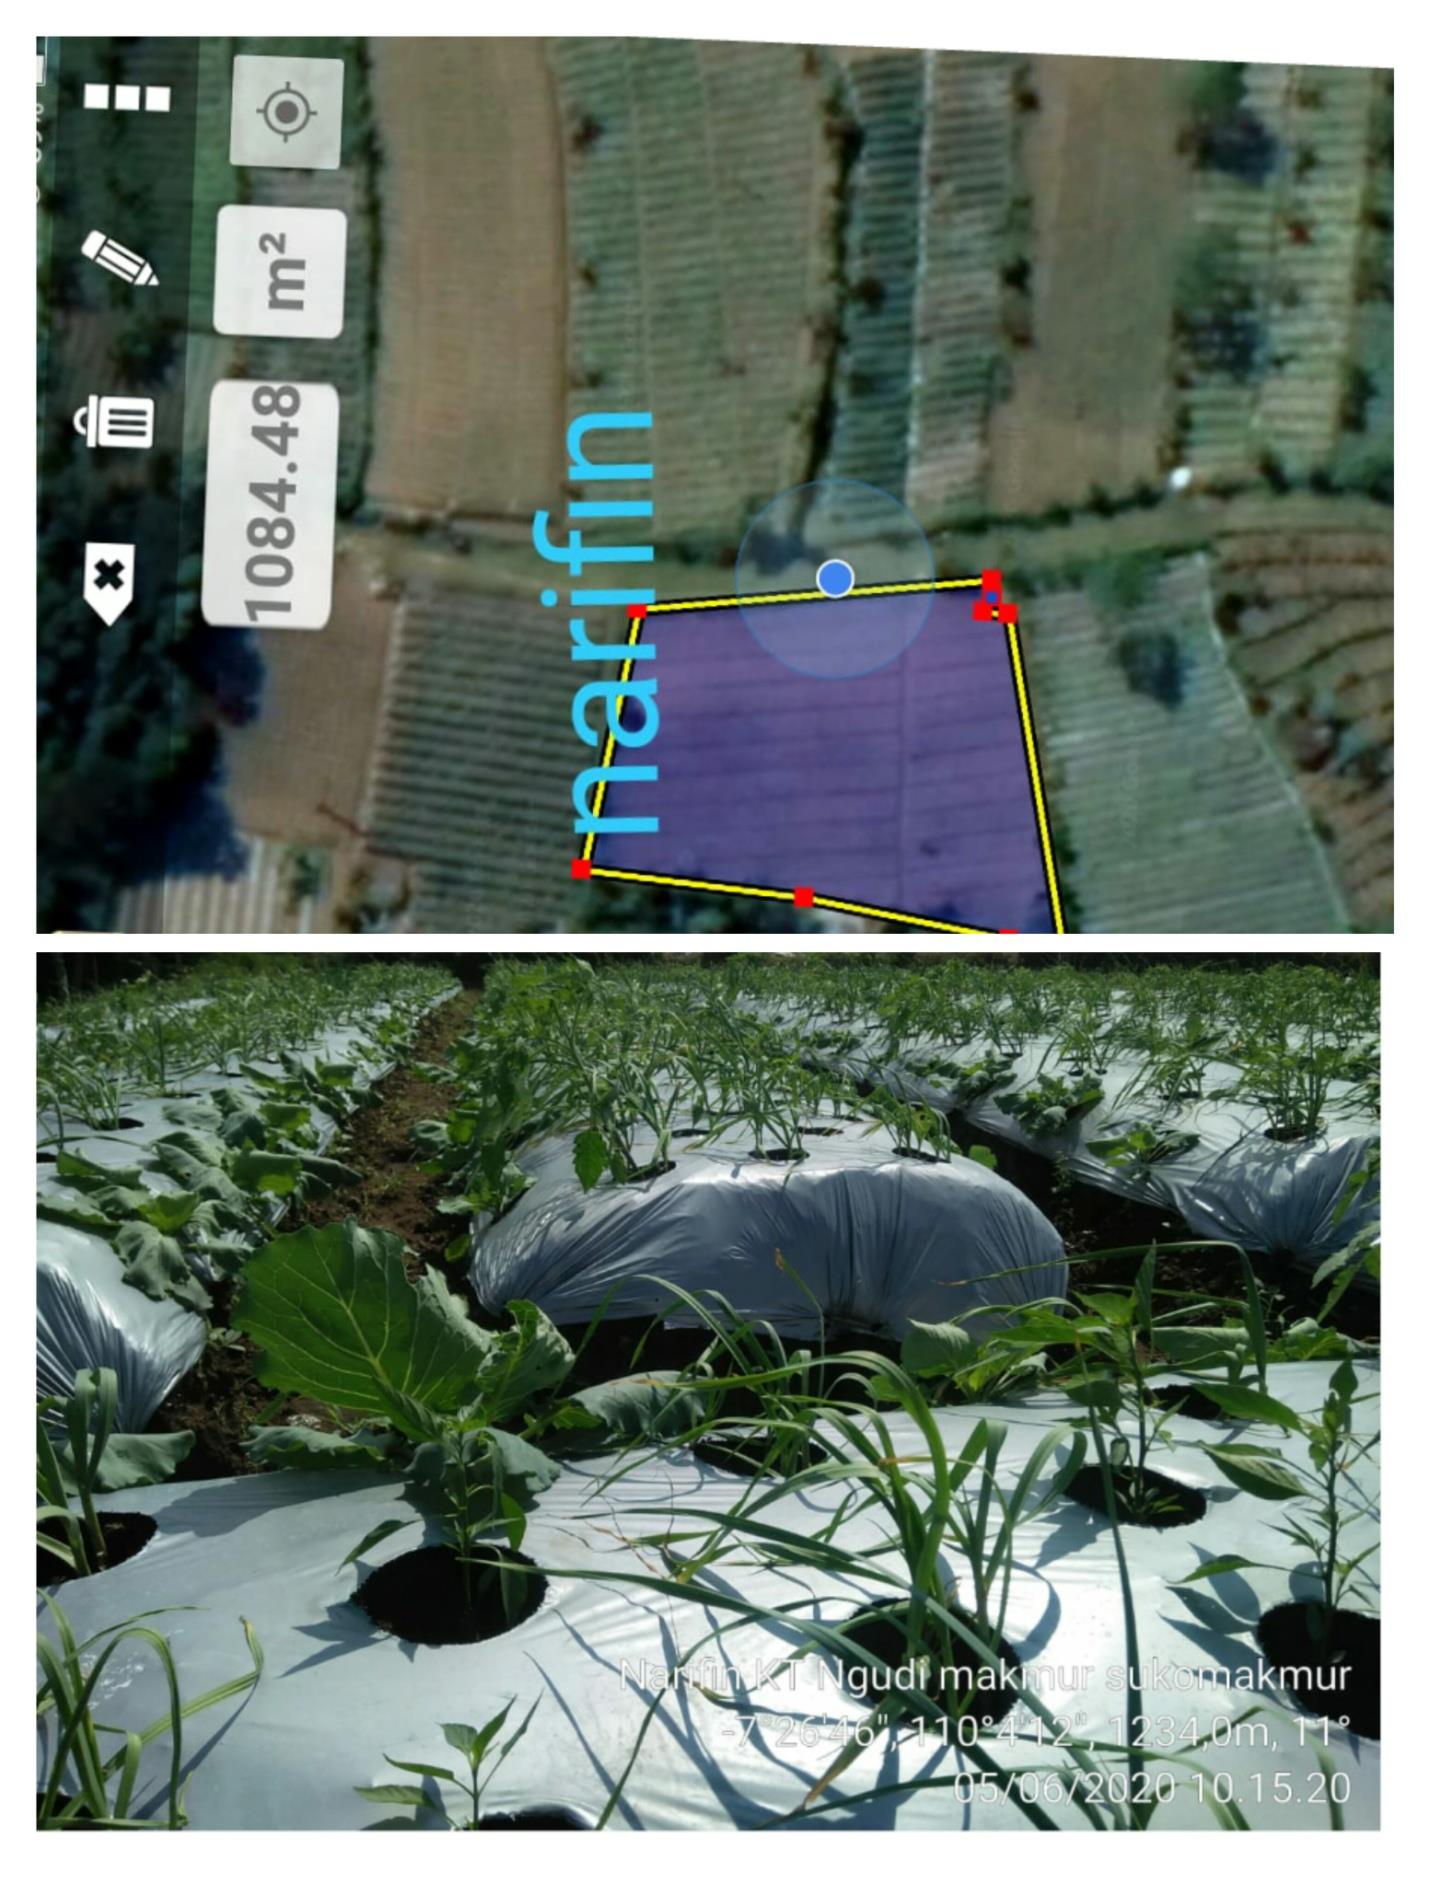 1084.48
m²
narifin
Narifin KT Ngudi makmur sukomakmur
-7°26'46", 110°4'12", 1234,0m, 11°
05/06/2020 10.15.20